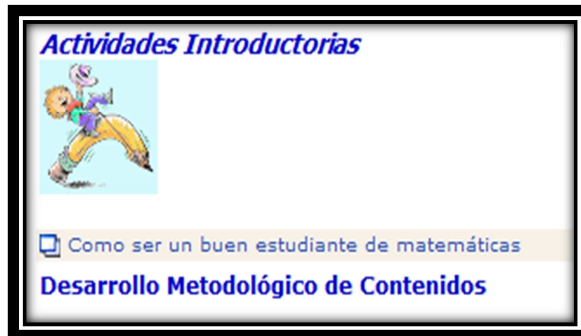 Actividades Introductorias
Como ser un buen estudiante de matemáticas
Desarrollo Metodológico de Contenidos